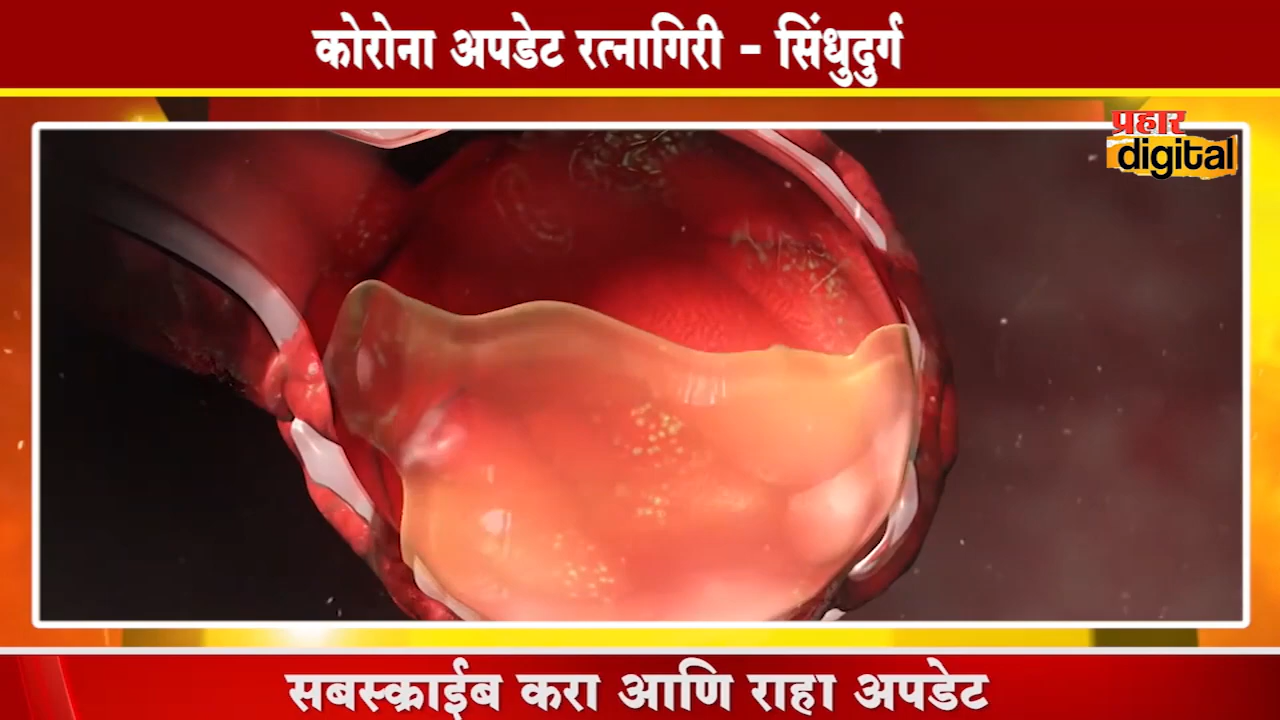 कोरोना अपडेट रत्नागिरी - सिंधुदुर्ग
प्रहार
digital
सबस्क्राईब करा आणि राहा अपडेट